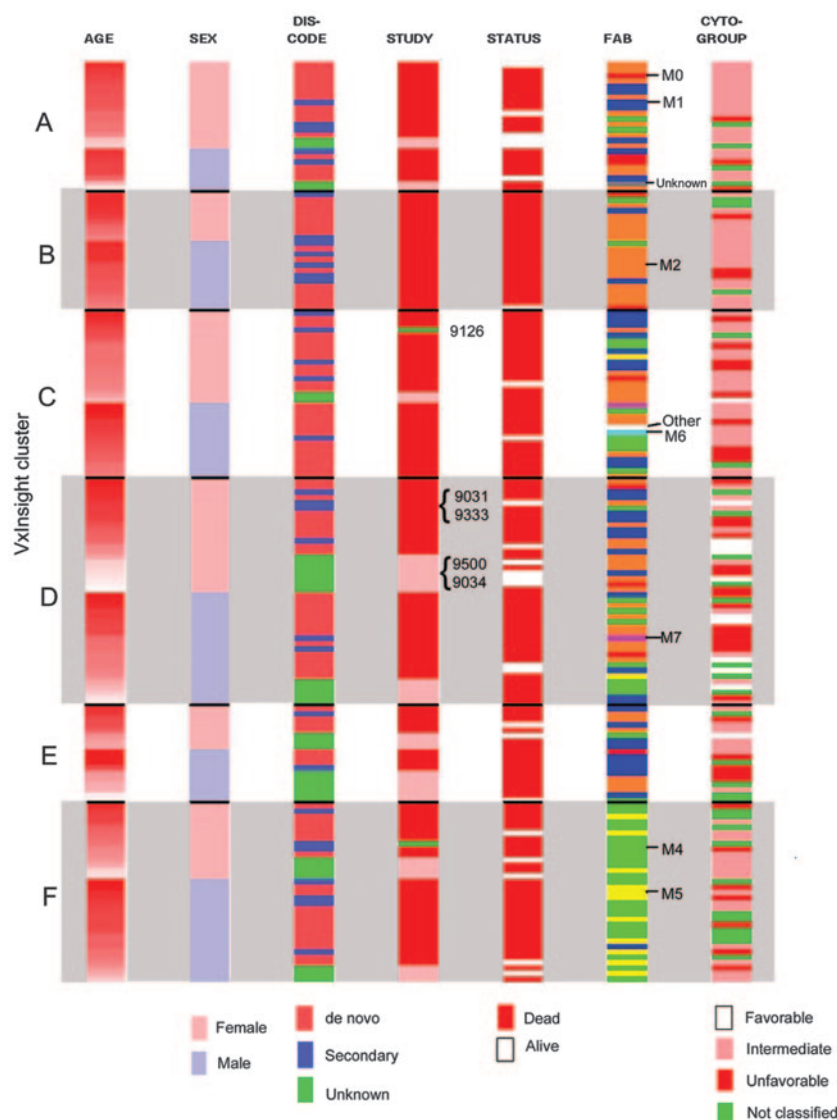 DIS-
CYTO-
AGE SEX CODE STUDY STATUS FAB GROUP
M0
A
M1
Unknown
B
M2
9126
C
Other
M6
VxInsight cluster
9031
9333
9500
9034
D
M7
E
M4
F
M5
Female
de novo
Dead
Favorable
Male
Secondary
Alive
Intermediate
Unknown
Unfavorable
Not classified